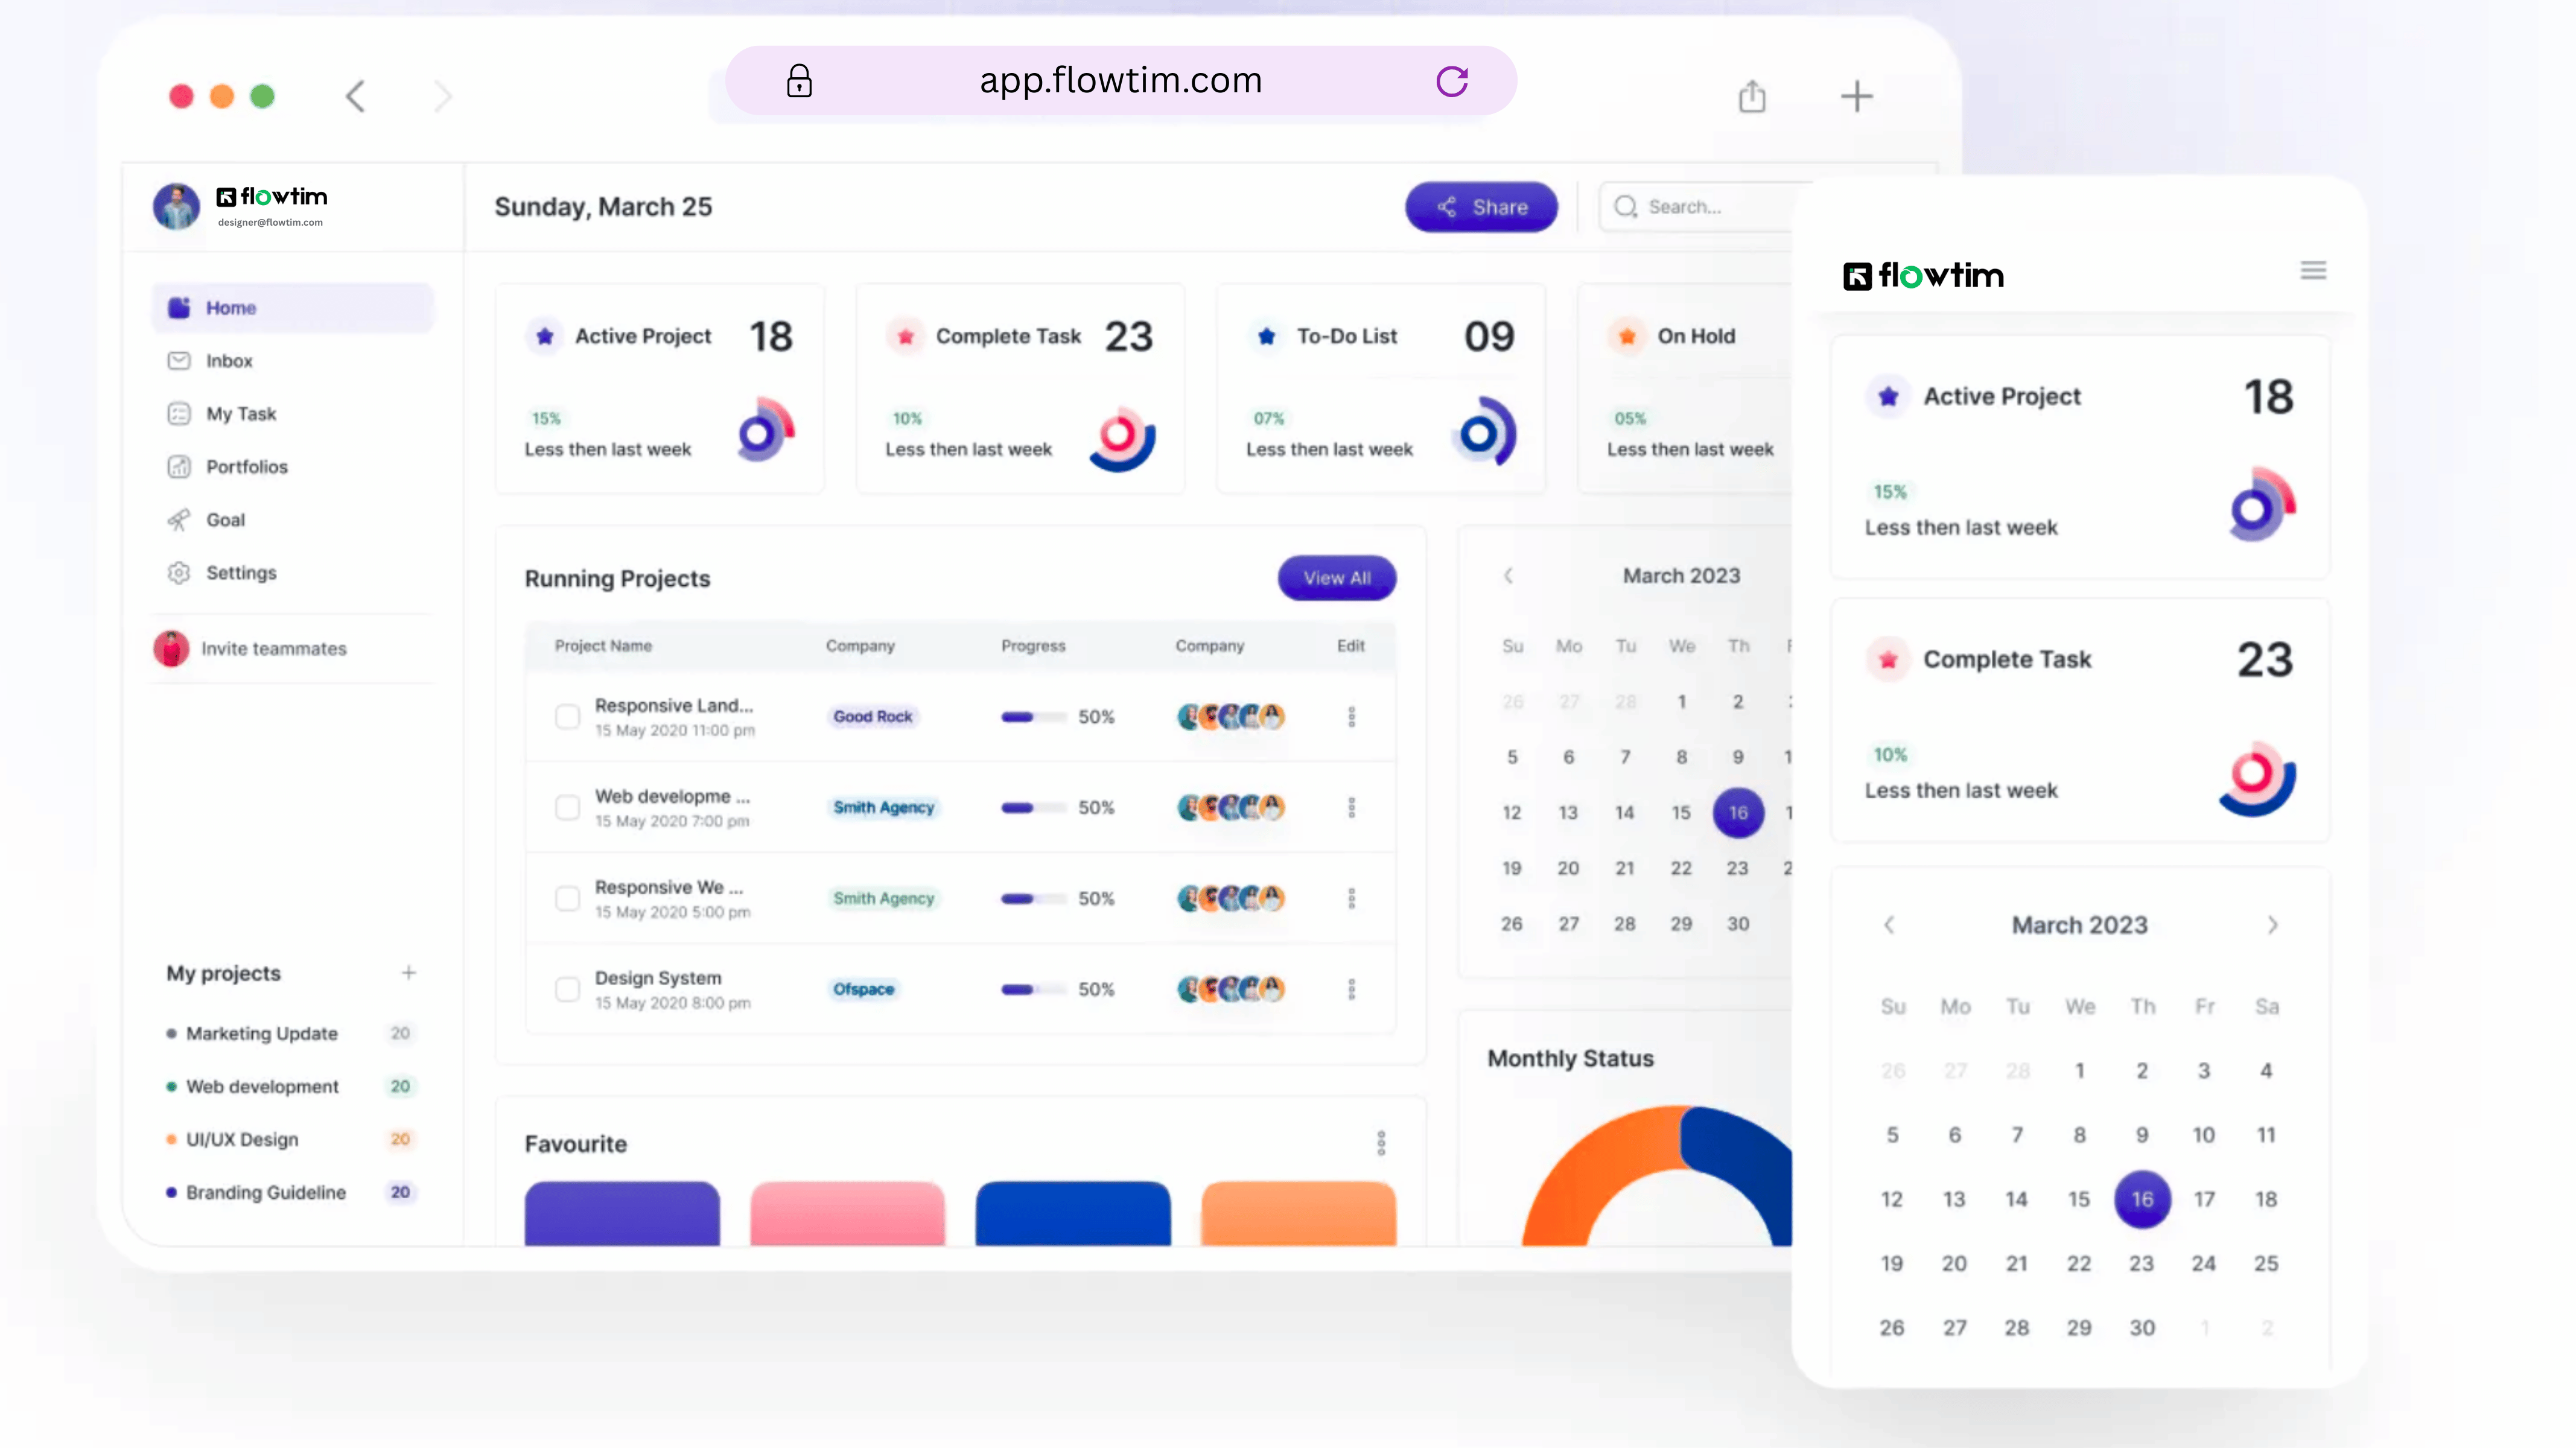 app.flowtim.com
flowtim
designer@flowtim.com
Sunday, March 25
Share
Search...
Home
Inbox
My Task
Portfolios
Goal
Settings
Invite teammates
My projects
Marketing Update 20
Web development 20
UI/UX Design 20
Branding Guideline 20
Active Project 18
15%
Less then last week
Complete Task 23
10%
Less then last week
To-Do List 09
07%
Less then last week
On Hold
05%
Less then last week
Running Projects
View All
Project Name Company Progress Company Edit
Responsive Land...
15 May 2020 11:00 pm
Good Rock 50%
Web developme ...
15 May 2020 7:00 pm
Smith Agency 50%
Responsive We ...
15 May 2020 5:00 pm
Smith Agency 50%
Design System
15 May 2020 8:00 pm
Ofspace 50%
Favourite
March 2023
Su Mo Tu We Th
26 27 28 1 2
5 6 7 8 9
12 13 14 15 16
19 20 21 22 23
26 27 28 29 30
Monthly Status
flowtim
Active Project 18
15%
Less then last week
Complete Task 23
10%
Less then last week
March 2023
Su Mo Tu We Th Fr Sa
26 27 28 1 2 3 4
5 6 7 8 9 10 11
12 13 14 15 16 17 18
19 20 21 22 23 24 25
26 27 28 29 30 1 2